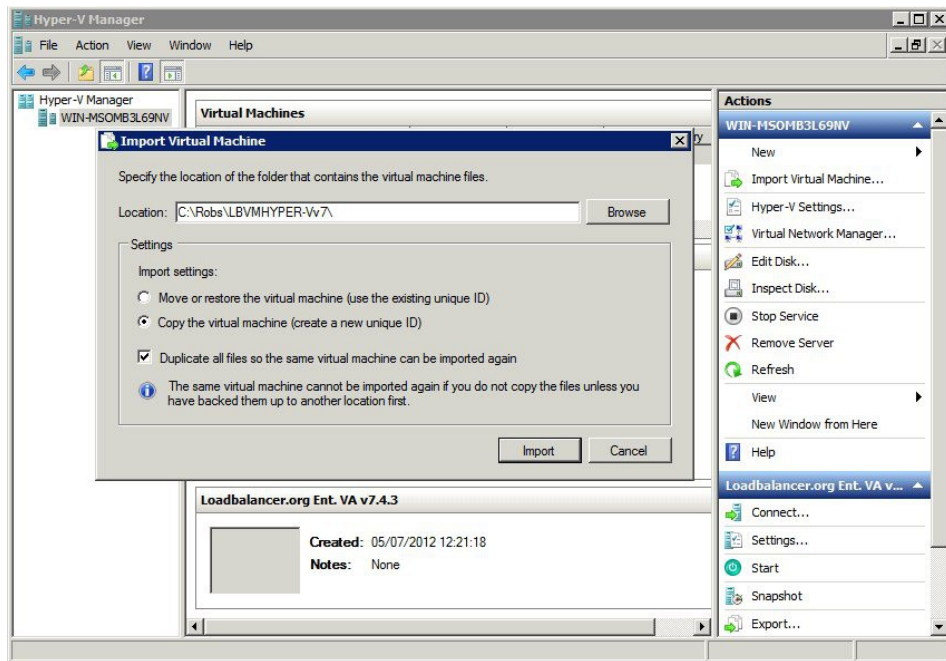 Hyper-V Manager
File Action View Window Help
Hyper-V Manager
WIN-MSOMB3L69NV
Virtual Machines
Import Virtual Machine
Specify the location of the folder that contains the virtual machine files.
Location: C:\Robs\LBVMHYPER-Vv7\ Browse
Settings
Import settings:
Move or restore the virtual machine (use the existing unique ID)
Copy the virtual machine (create a new unique ID)
Duplicate all files so the same virtual machine can be imported again
The same virtual machine cannot be imported again if you do not copy the files unless you
have backed them up to another location first.
Import Cancel
Loadbalancer.org Ent. VA v7.4.3
Created: 05/07/2012 12:21:18
Notes: None
Actions
WIN-MSOMB3L69NV
New
Import Virtual Machine...
Hyper-V Settings...
Virtual Network Manager...
Edit Disk...
Inspect Disk...
Stop Service
Remove Server
Refresh
View
New Window from Here
Help
Loadbalancer.org Ent. VA v...
Connect...
Settings...
Start
Snapshot
Export...